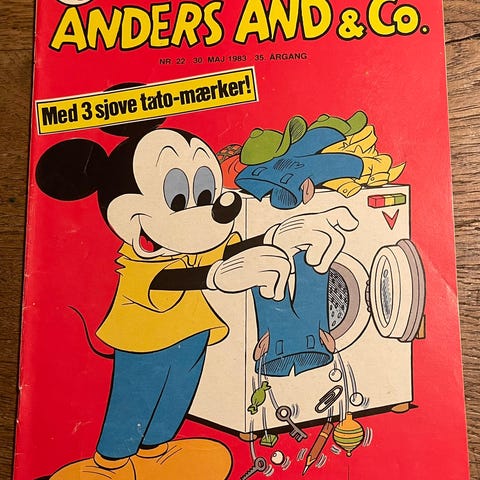 ANDERS AND & Co.
NR. 22 30. MAJ 1983 35. ÅRGANG
Med 3 sjove tato-mærker!